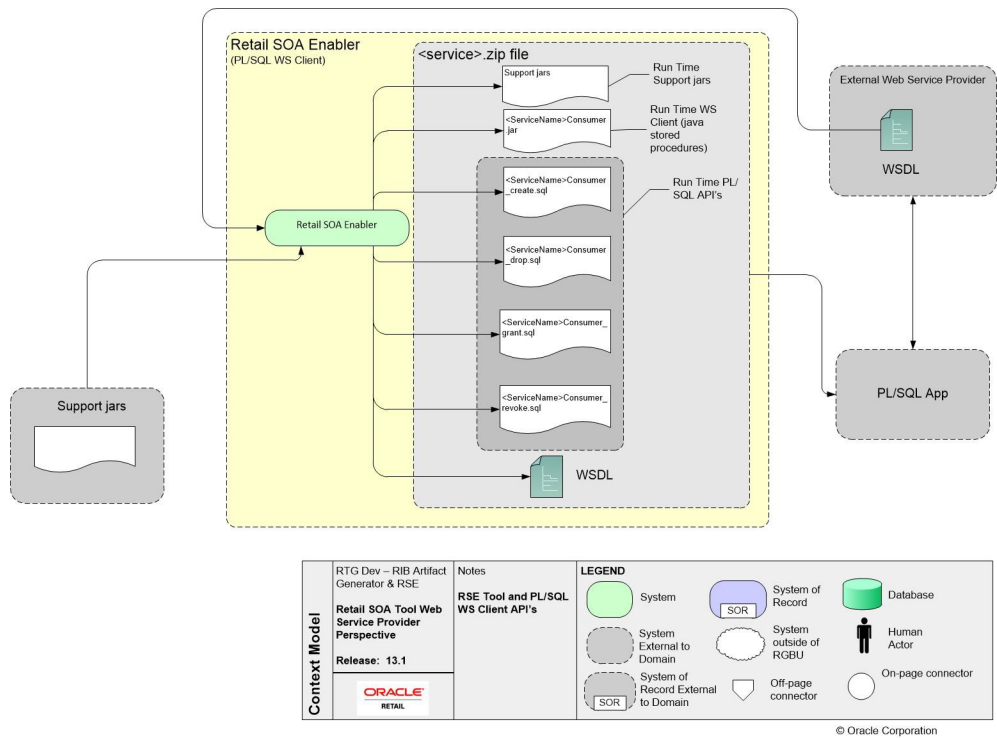 Retail SOA Enabler
(PL/SQL WS Client)
<service>.zip file
Support jars
Run Time
Support jars
<ServiceName>Consumer
.jar
Run Time WS
Client (java
stored
procedures)
<ServiceName>Consumer
_create.sql
Run Time PL/
SQL API's
<ServiceName>Consumer
_drop.sql
<ServiceName>Consumer_
grant.sql
<ServiceName>Consumer_
revoke.sql
WSDL
Retail SOA Enabler
External Web Service Provider
WSDL
PL/SQL App
Support jars
Context Model
RTG Dev – RIB Artifact
Generator & RSE
Retail SOA Tool Web
Service Provider
Perspective
Release: 13.1
ORACLE
RETAIL
Notes
RSE Tool and PL/SQL
WS Client API's
LEGEND
System
SOR
System of
Record
Database
System
External to
Domain
System
outside of
RGBU
Human
Actor
SOR
System of
Record External
to Domain
Off-page
connector
On-page connector
© Oracle Corporation